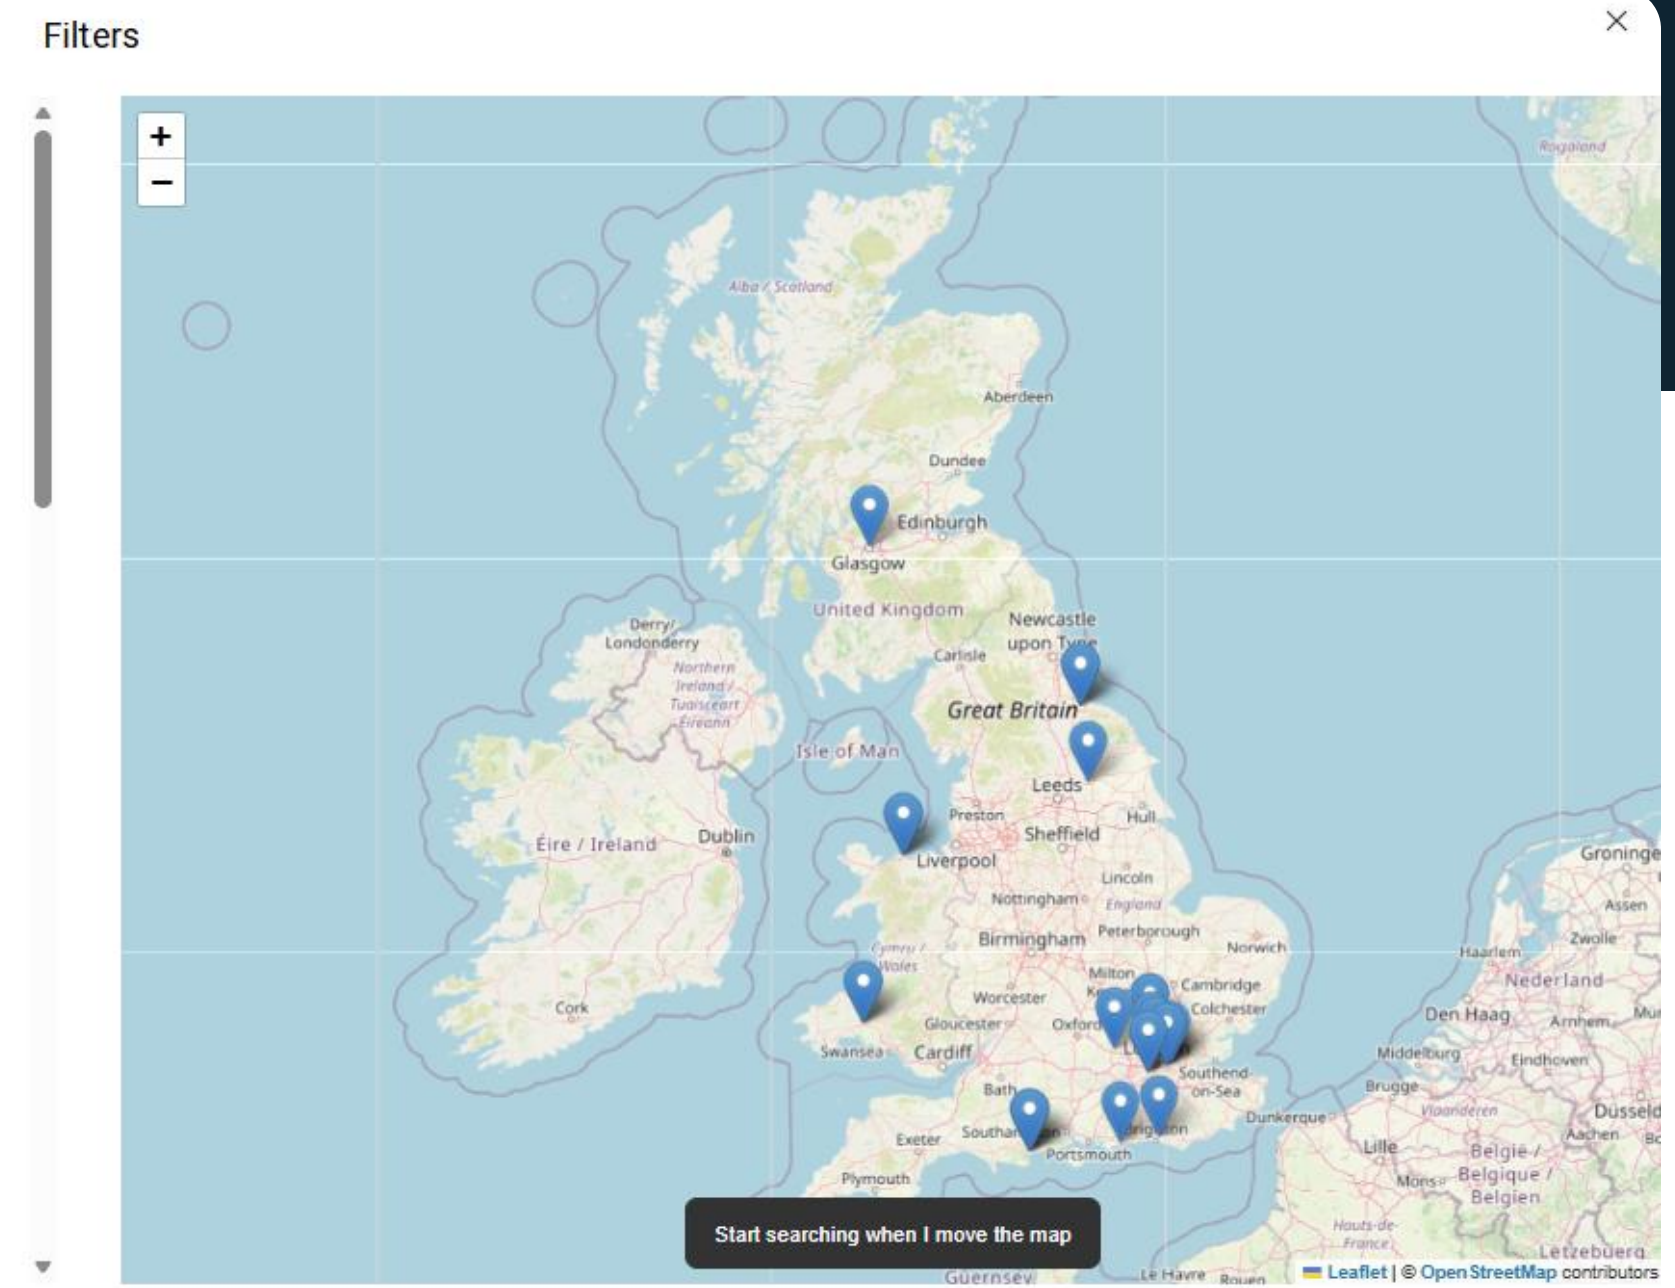 Filters
+
−
Rogaland
Alba / Scotland
Aberdeen
Dundee
Edinburgh
Glasgow
United Kingdom
Derry/
Londonderry
Newcastle
upon Tyne
Carlisle
Northern
Ireland /
Tuaisceart
Éireann
Great Britain
Isle of Man
Leeds
Preston
Hull
Sheffield
Dublin
Éire / Ireland
Liverpool
Groninge
Lincoln
Nottingham
England
Assen
Birmingham
Peterborough
Norwich
Zwolle
Cymru /
Wales
Haarlem
Milton
Cambridge
Nederland
Worcester
Cork
Colchester
Den Haag
Arnhem
Gloucester
Oxford
Swansea
Cardiff
Middelburg
Eindhoven
Southend-
on-Sea
Bath
Brugge
Vlaanderen
Düsseld
Dunkerque
Exeter
Aachen
Portsmouth
Lille
België /
Belgique /
Belgien
Plymouth
Mons
Start searching when I move the map
Hauts-de-
France
Lëtzebuerg
Guernsey
Le Havre
Rouen
Leaflet | © OpenStreetMap contributors